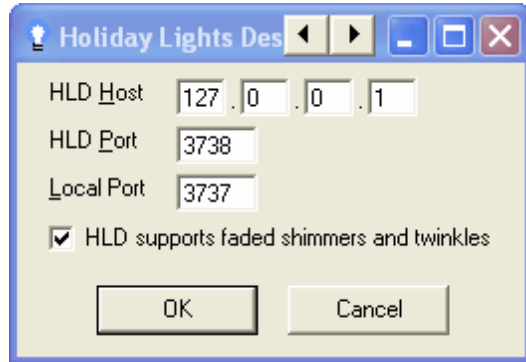 Holiday Lights Des
HLD Host 127 . 0 . 0 . 1
HLD Port 3738
Local Port 3737
HLD supports faded shimmers and twinkles
OK Cancel